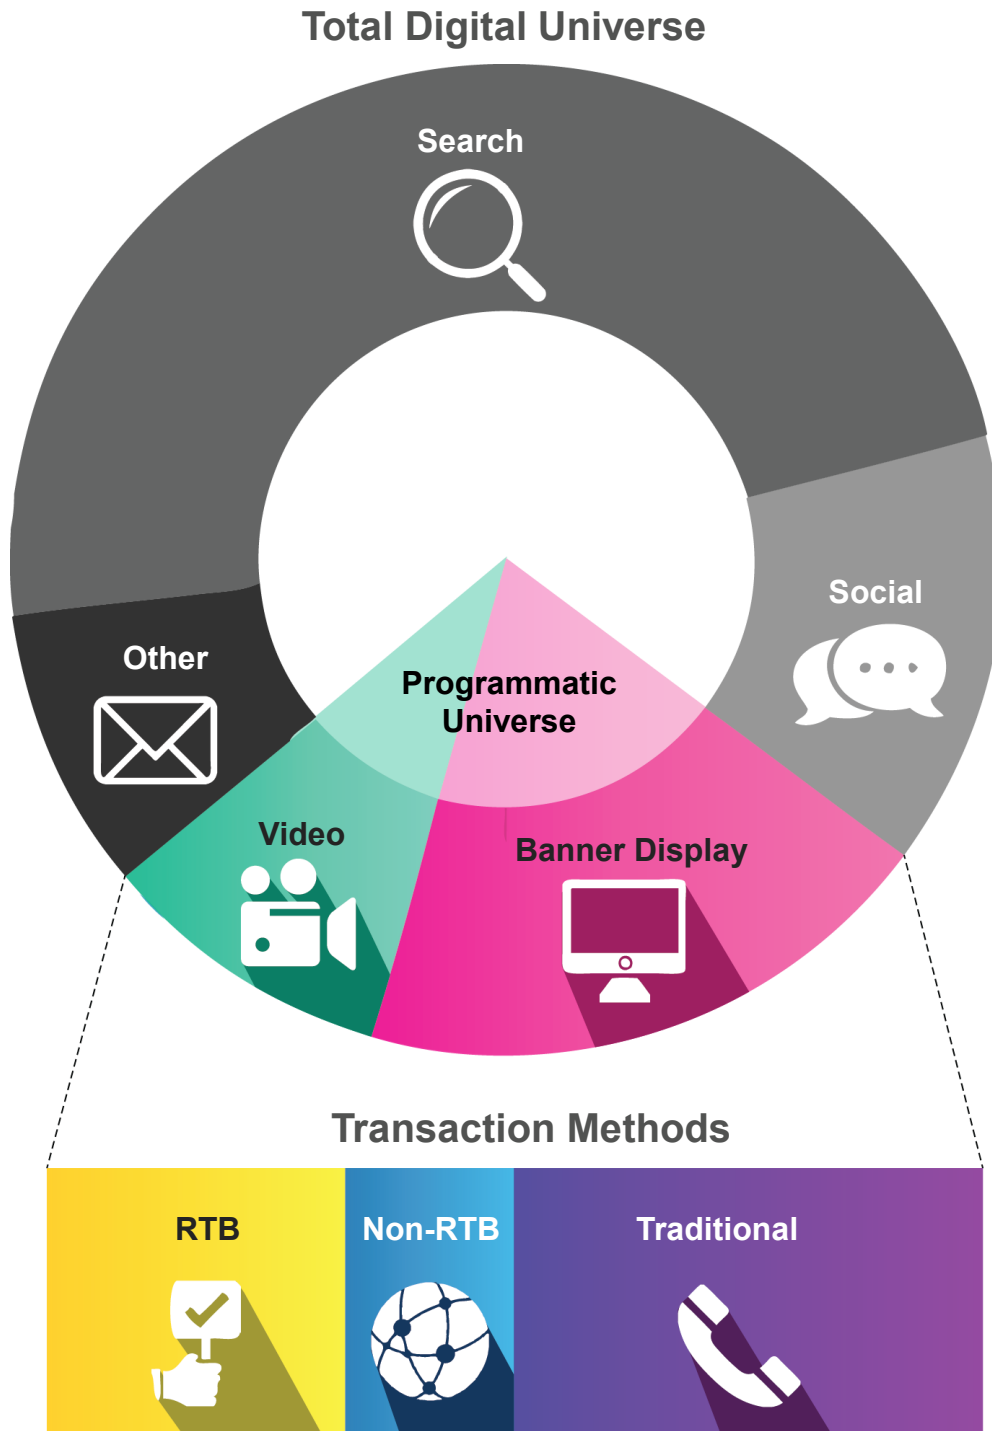 Total Digital Universe
Search
Social
Other
Programmatic
Universe
Video
Banner Display
Transaction Methods
RTB
Non-RTB
Traditional